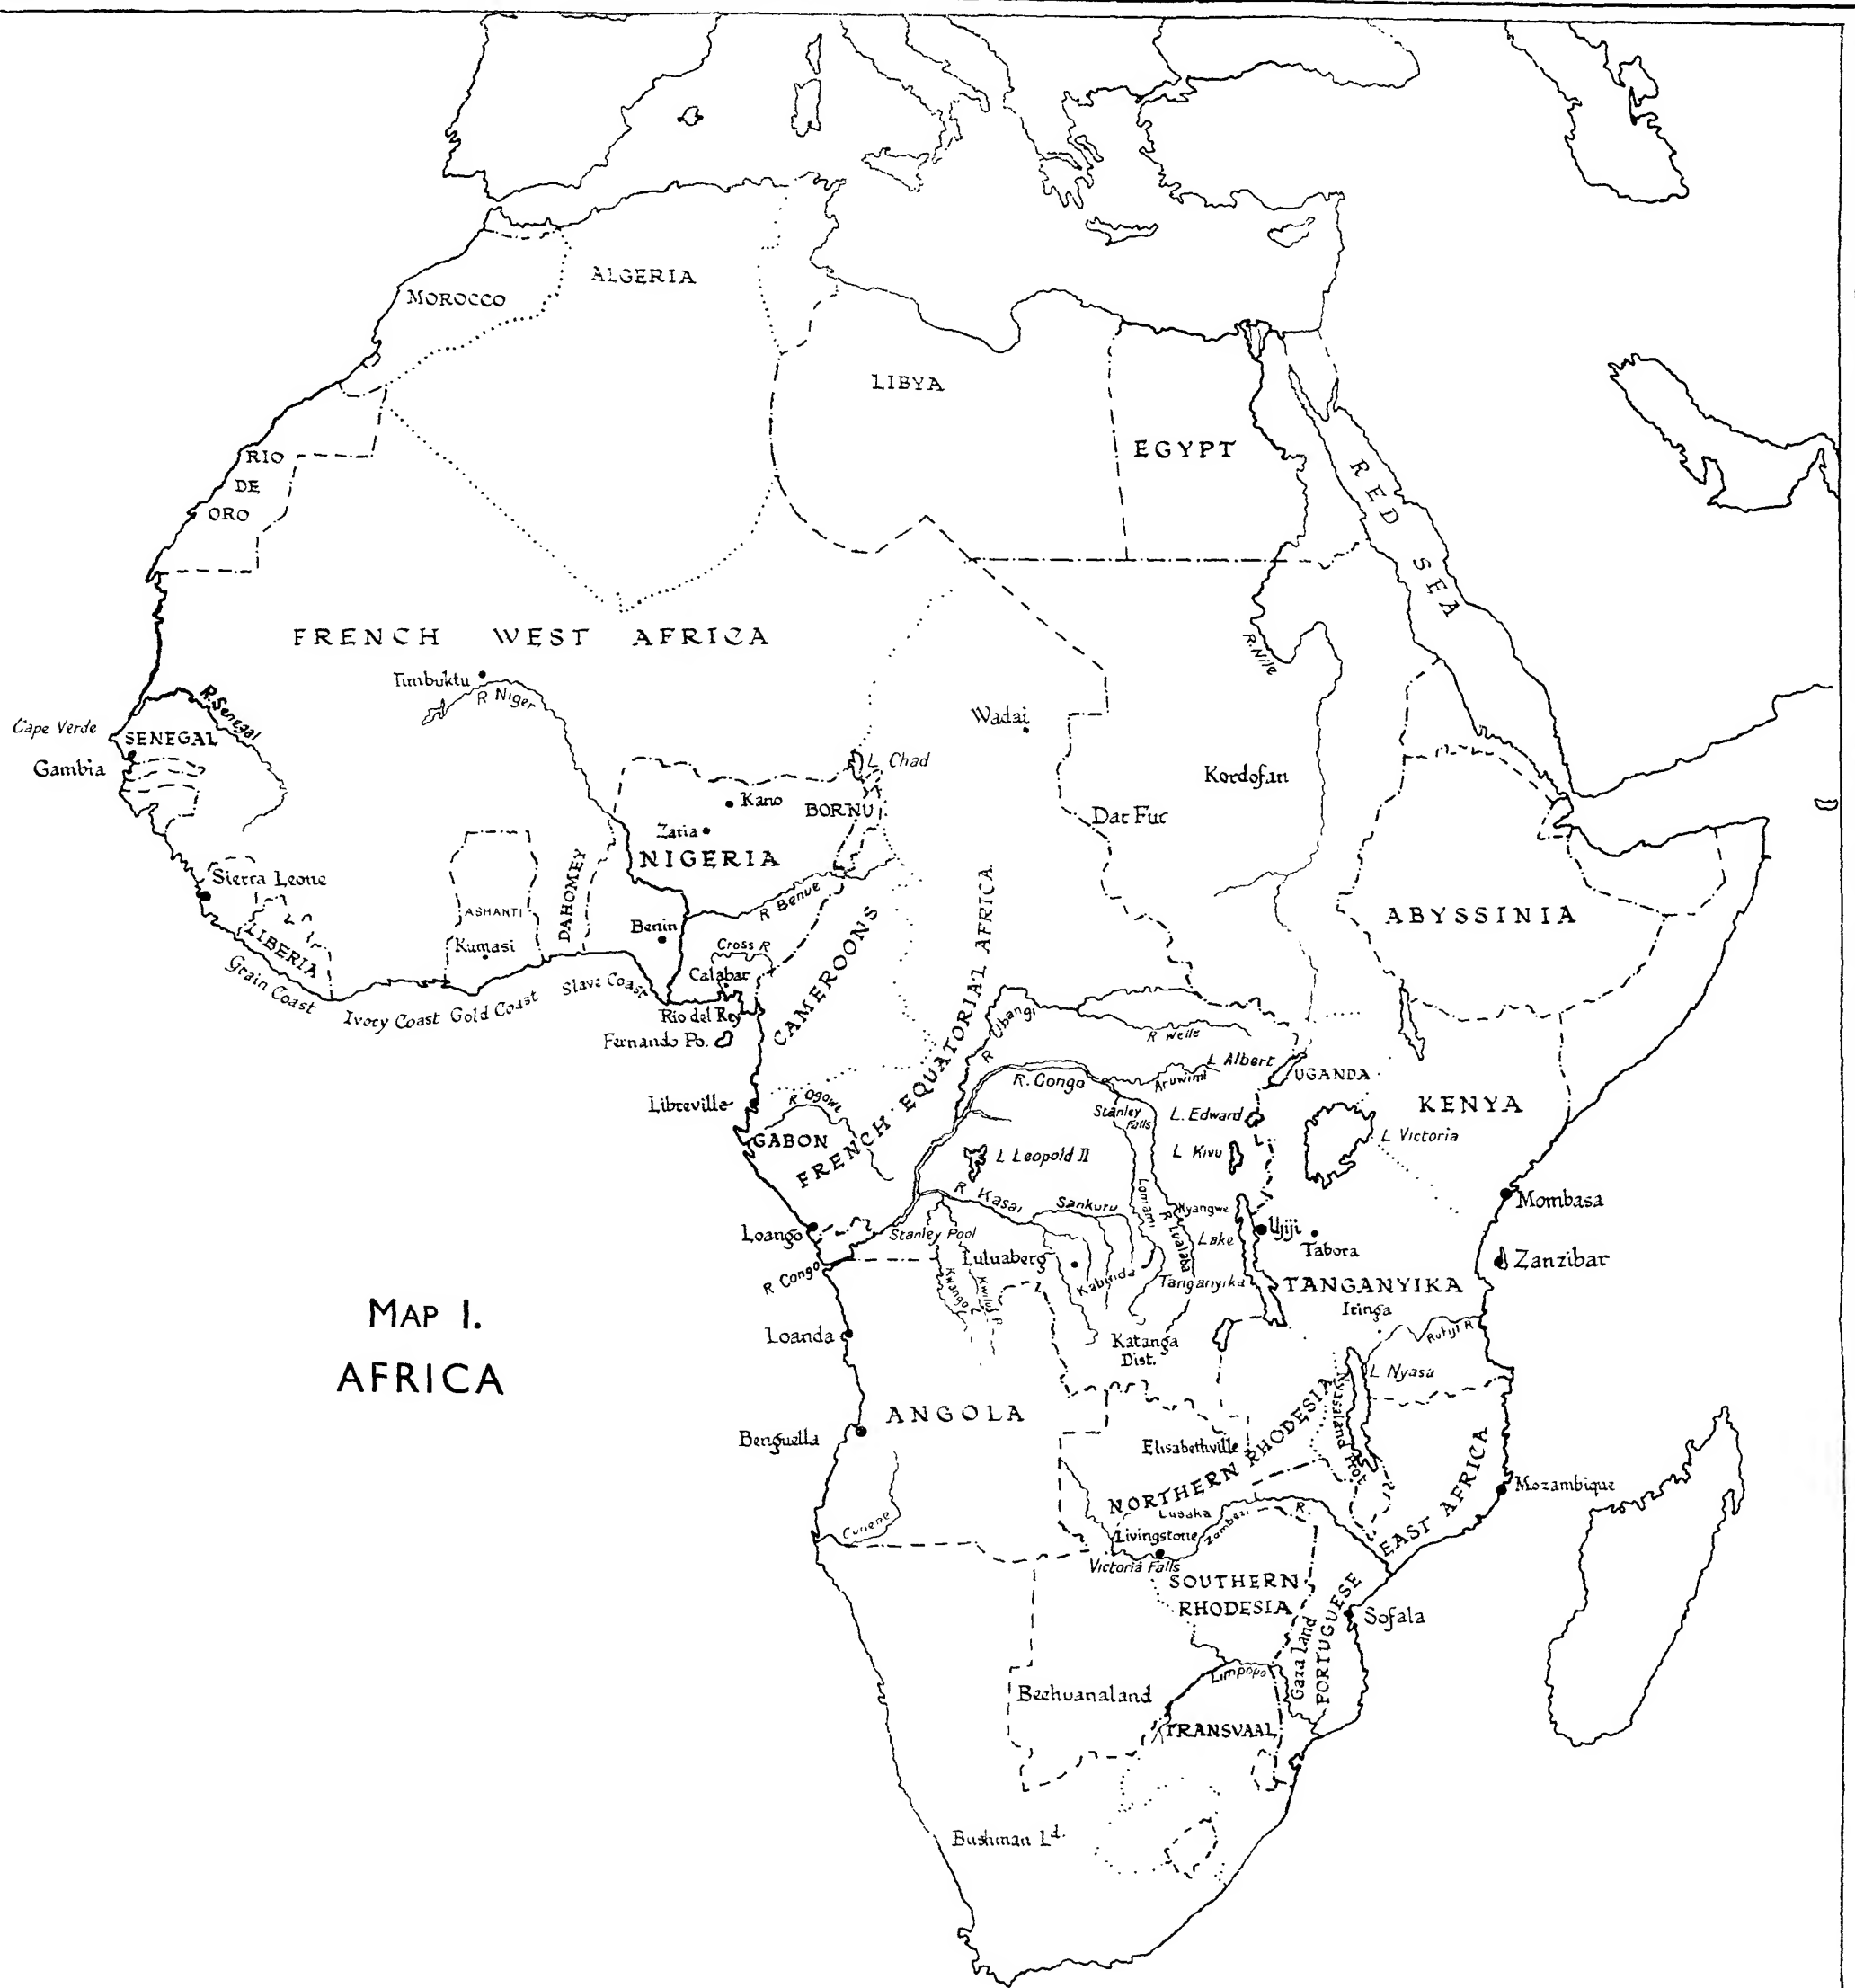 ALGERIA
MOROCCO
LIBYA
EGYPT
RED SEA
RIO
DE
ORO
FRENCH WEST AFRICA
Timbuktu
R Niger
R. Nile
R. Senegal
Cape Verde
SENEGAL
Gambia
Wadai
L Chad
Kordofan
Kano
BORNU
Dar Fur
Zaria
NIGERIA
Sierra Leone
DAHOMEY
R Benue
ASHANTI
ABYSSINIA
LIBERIA
Kumasi
Benin
Cross R
Calabar
CAMEROONS
FRENCH EQUATORIAL AFRICA
Grain Coast
Ivory Coast
Gold Coast
Slave Coast
Rio del Rey
Fernando Po.
R Ubangi
R Welle
L Albert
R. Congo
Aruwimi
UGANDA
Libreville
R Ogowe
Stanley
Falls
L. Edward
KENYA
GABON
L Victoria
L Leopold II
L Kivu
R Kasai
Sankuru
Lomami
Nyangwe
R Lualaba
Mombasa
Loango
Stanley Pool
Lake
Tanganyika
Ujiji
Tabora
Luluaberg
Zanzibar
R Congo
Kwango
Kwilu R
Kabinda
TANGANYIKA
Iringa
MAP I.
AFRICA
Loanda
Katanga
Dist.
Rufiji R
L Nyasa
Nyasaland Prot
ANGOLA
Benguella
Elisabethville
NORTHERN RHODESIA
Mozambique
Lusaka
Cunene
Livingstone
Zambezi
R.
PORTUGUESE EAST AFRICA
Victoria Falls
SOUTHERN
RHODESIA
Sofala
Gaza land
Limpopo
Bechuanaland
TRANSVAAL
Bushman Ld.